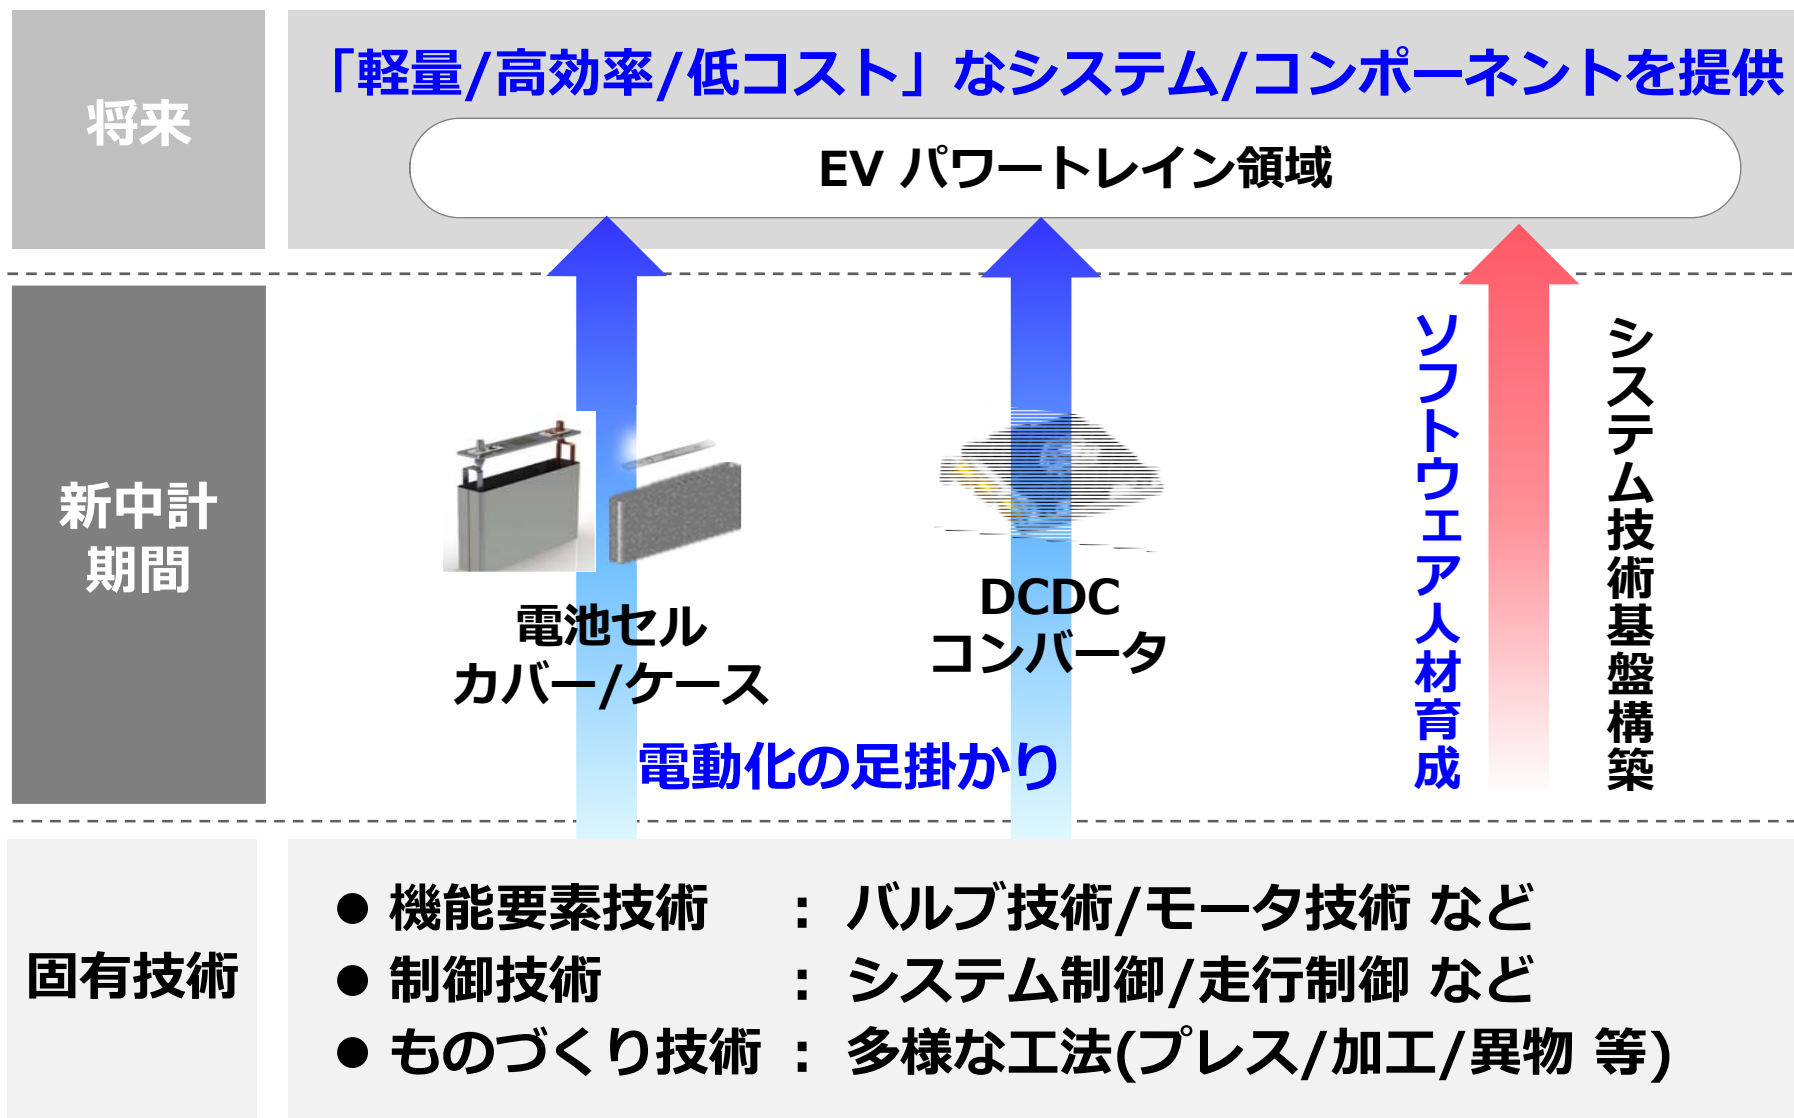 将来
「軽量/高効率/低コスト」なシステム/コンポーネントを提供
EV パワートレイン領域
新中計
期間
電池セル
カバー/ケース
DCDC
コンバータ
電動化の足掛かり
ソフトウエア人材育成
システム技術基盤構築
固有技術
● 機能要素技術 : バルブ技術/モータ技術 など
● 制御技術 : システム制御/走行制御 など
● ものづくり技術 : 多様な工法(プレス/加工/異物 等)